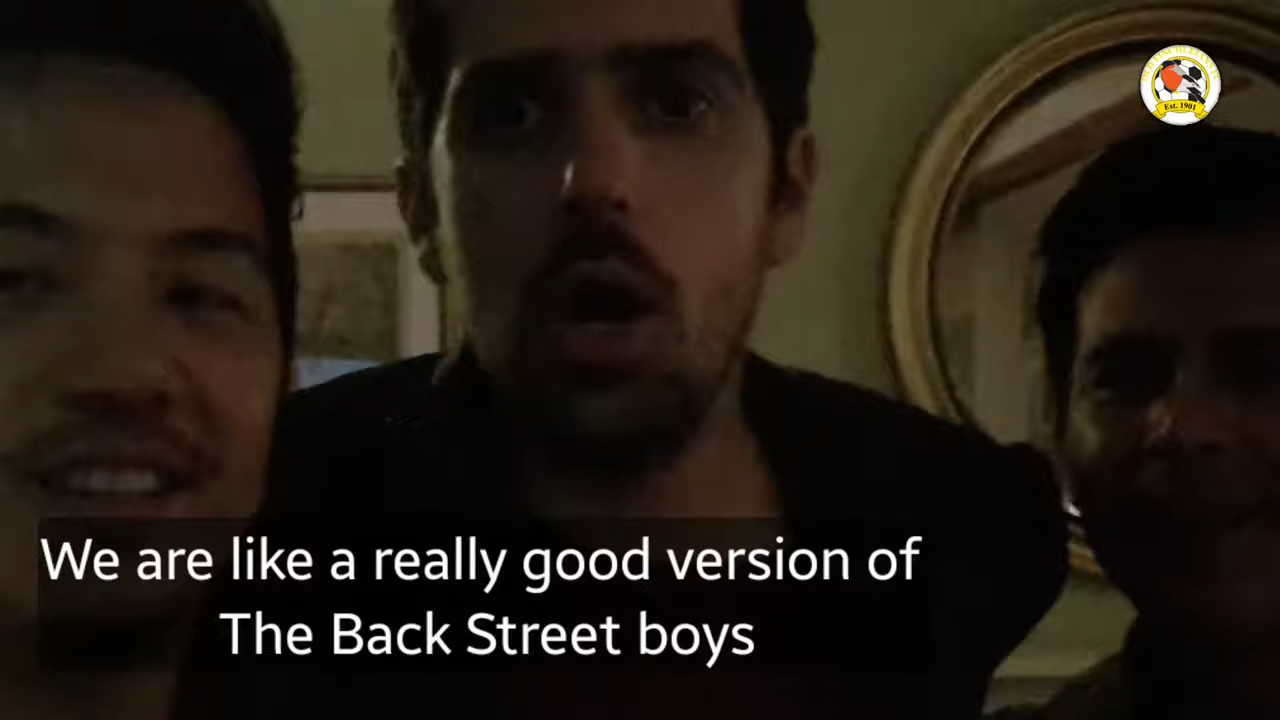 Est. 1901
We are like a really good version of
The Back Street boys